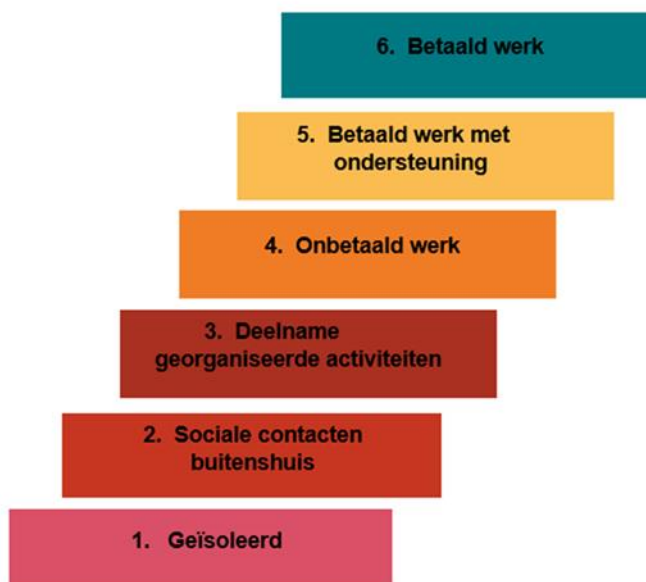 6. Betaald werk
5. Betaald werk met
ondersteuning
4. Onbetaald werk
3. Deelname
georganiseerde activiteiten
2. Sociale contacten
buitenshuis
1. Geïsoleerd